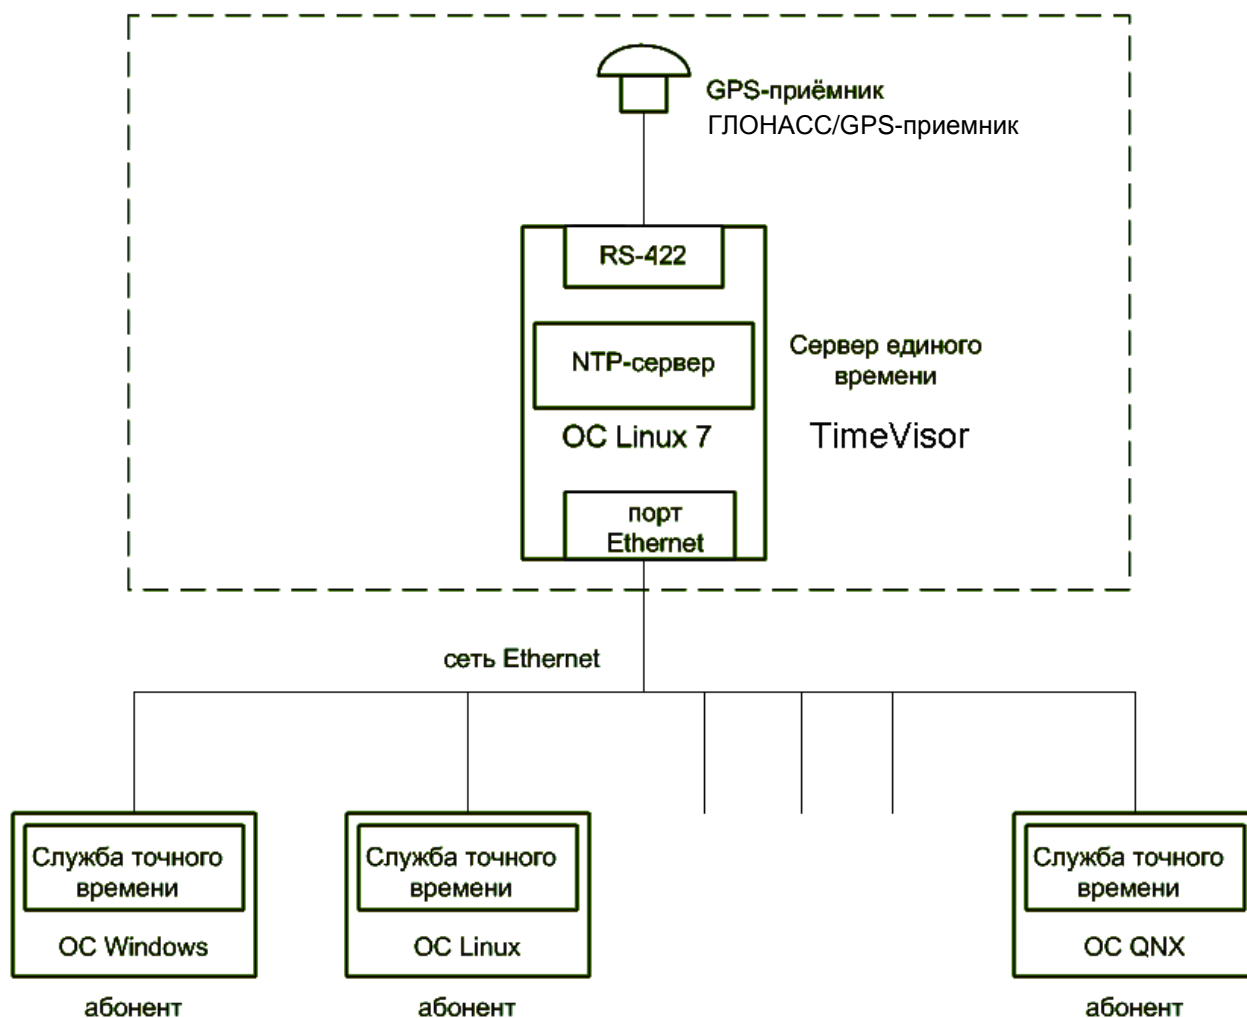 GPS-приёмник
ГЛОНАСС/GPS-приемник
RS-422
NTP-сервер
Сервер единого
времени
ОС Linux 7
TimeVisor
порт
Ethernet
сеть Ethernet
Служба точного
времени
ОС Windows
абонент
Служба точного
времени
ОС Linux
абонент
Служба точного
времени
ОС QNX
абонент